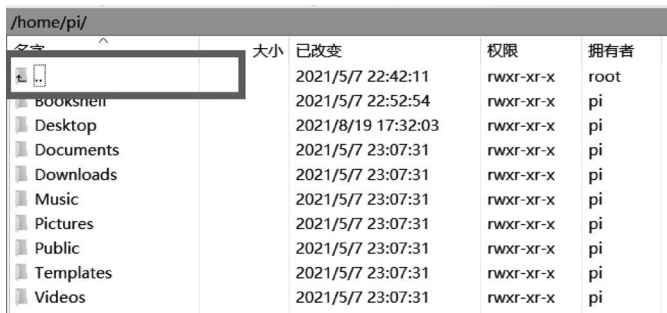 /home/pi/
名字 大小 已改变 权限 拥有者
.. 2021/5/7 22:42:11 rwxr-xr-x root
Bookshelf 2021/5/7 22:52:54 rwxr-xr-x pi
Desktop 2021/8/19 17:32:03 rwxr-xr-x pi
Documents 2021/5/7 23:07:31 rwxr-xr-x pi
Downloads 2021/5/7 23:07:31 rwxr-xr-x pi
Music 2021/5/7 23:07:31 rwxr-xr-x pi
Pictures 2021/5/7 23:07:31 rwxr-xr-x pi
Public 2021/5/7 23:07:31 rwxr-xr-x pi
Templates 2021/5/7 23:07:31 rwxr-xr-x pi
Videos 2021/5/7 23:07:31 rwxr-xr-x pi